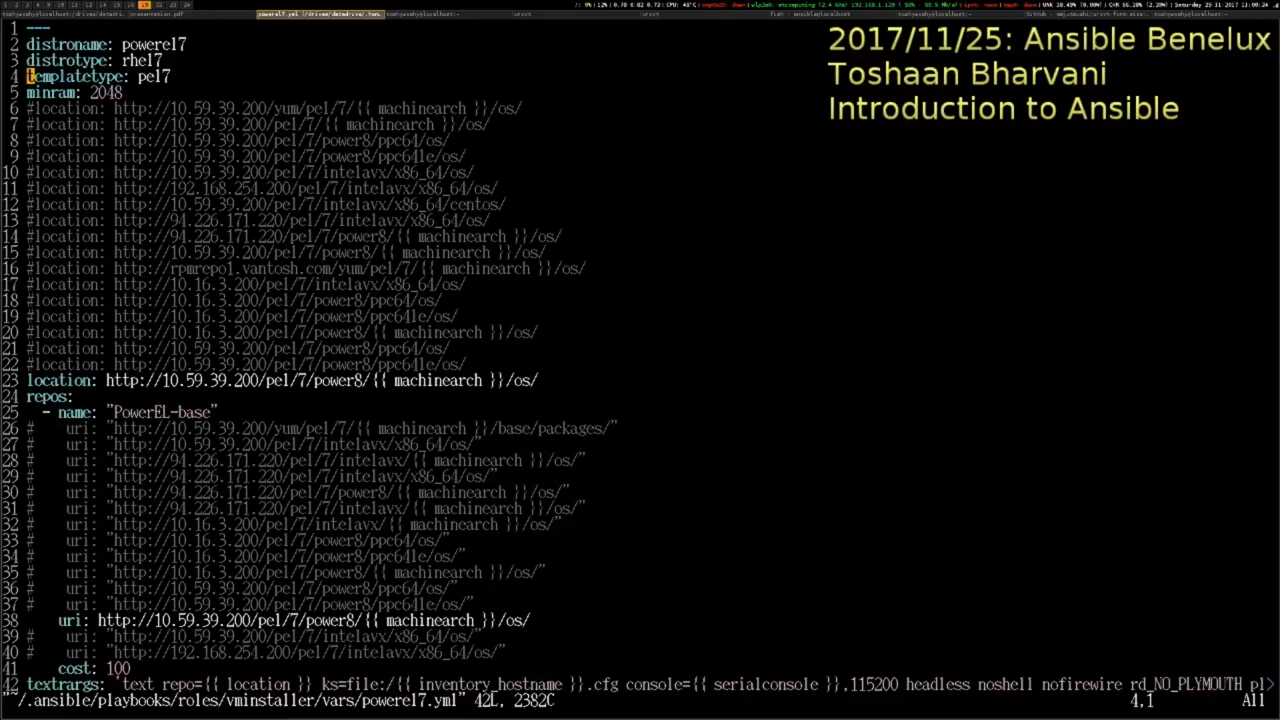 1 ---
2 distroname: powerel7
3 distrotype: rhel7
4 templatetype: pel7
5 minram: 2048
6 #location: http://10.59.39.200/yum/pel/7/{{ machinearch }}/os/
7 #location: http://10.59.39.200/pel/7/{{ machinearch }}/os/
8 #location: http://10.59.39.200/pel/7/power8/ppc64/os/
9 #location: http://10.59.39.200/pel/7/power8/ppc64le/os/
10 #location: http://10.59.39.200/pel/7/intelavx/x86_64/os/
11 #location: http://192.168.254.200/pel/7/intelavx/x86_64/os/
12 #location: http://10.59.39.200/pel/7/intelavx/x86_64/centos/
13 #location: http://94.226.171.220/pel/7/intelavx/x86_64/os/
14 #location: http://94.226.171.220/pel/7/power8/{{ machinearch }}/os/
15 #location: http://10.59.39.200/pel/7/power8/{{ machinearch }}/os/
16 #location: http://rpmrepo1.vantosh.com/yum/pel/7/{{ machinearch }}/os/
17 #location: http://10.16.3.200/pel/7/intelavx/x86_64/os/
18 #location: http://10.16.3.200/pel/7/power8/ppc64/os/
19 #location: http://10.16.3.200/pel/7/power8/ppc64le/os/
20 #location: http://10.16.3.200/pel/7/power8/{{ machinearch }}/os/
21 #location: http://10.59.39.200/pel/7/power8/ppc64/os/
22 #location: http://10.59.39.200/pel/7/power8/ppc64le/os/
23 location: http://10.59.39.200/pel/7/power8/{{ machinearch }}/os/
24 repos:
25 - name: "PowerEL-base"
26 # uri: "http://10.59.39.200/yum/pel/7/{{ machinearch }}/base/packages/"
27 # uri: "http://10.59.39.200/pel/7/intelavx/x86_64/os/"
28 # uri: "http://94.226.171.220/pel/7/intelavx/{{ machinearch }}/os/"
29 # uri: "http://94.226.171.220/pel/7/intelavx/x86_64/os/"
30 # uri: "http://94.226.171.220/pel/7/power8/{{ machinearch }}/os/"
31 # uri: "http://94.226.171.220/pel/7/intelavx/{{ machinearch }}/os/"
32 # uri: "http://10.16.3.200/pel/7/intelavx/{{ machinearch }}/os/"
33 # uri: "http://10.16.3.200/pel/7/power8/ppc64/os/"
34 # uri: "http://10.16.3.200/pel/7/power8/ppc64le/os/"
35 # uri: "http://10.16.3.200/pel/7/power8/{{ machinearch }}/os/"
36 # uri: "http://10.59.39.200/pel/7/power8/ppc64/os/"
37 # uri: "http://10.59.39.200/pel/7/power8/ppc64le/os/"
38 uri: http://10.59.39.200/pel/7/power8/{{ machinearch }}/os/
39 # uri: "http://10.59.39.200/pel/7/intelavx/x86_64/os/"
40 # uri: "http://192.168.254.200/pel/7/intelavx/x86_64/os/"
41 cost: 100
42 textrargs: 'text repo={{ location }} ks=file:/{{ inventory_hostname }}.cfg console={{ serialconsole }},115200 headless noshell nofirewire rd_NO_PLYMOUTH pl>
"~/.ansible/playbooks/roles/vminstaller/vars/powerel7.yml" 42L, 2382C 4,1 All
2017/11/25: Ansible Benelux
Toshaan Bharvani
Introduction to Ansible